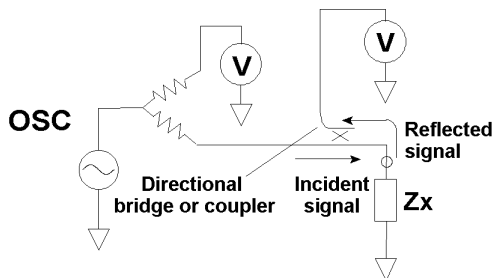 V
V
OSC
Reflected
signal
Directional
bridge or coupler
Incident
signal
Zx